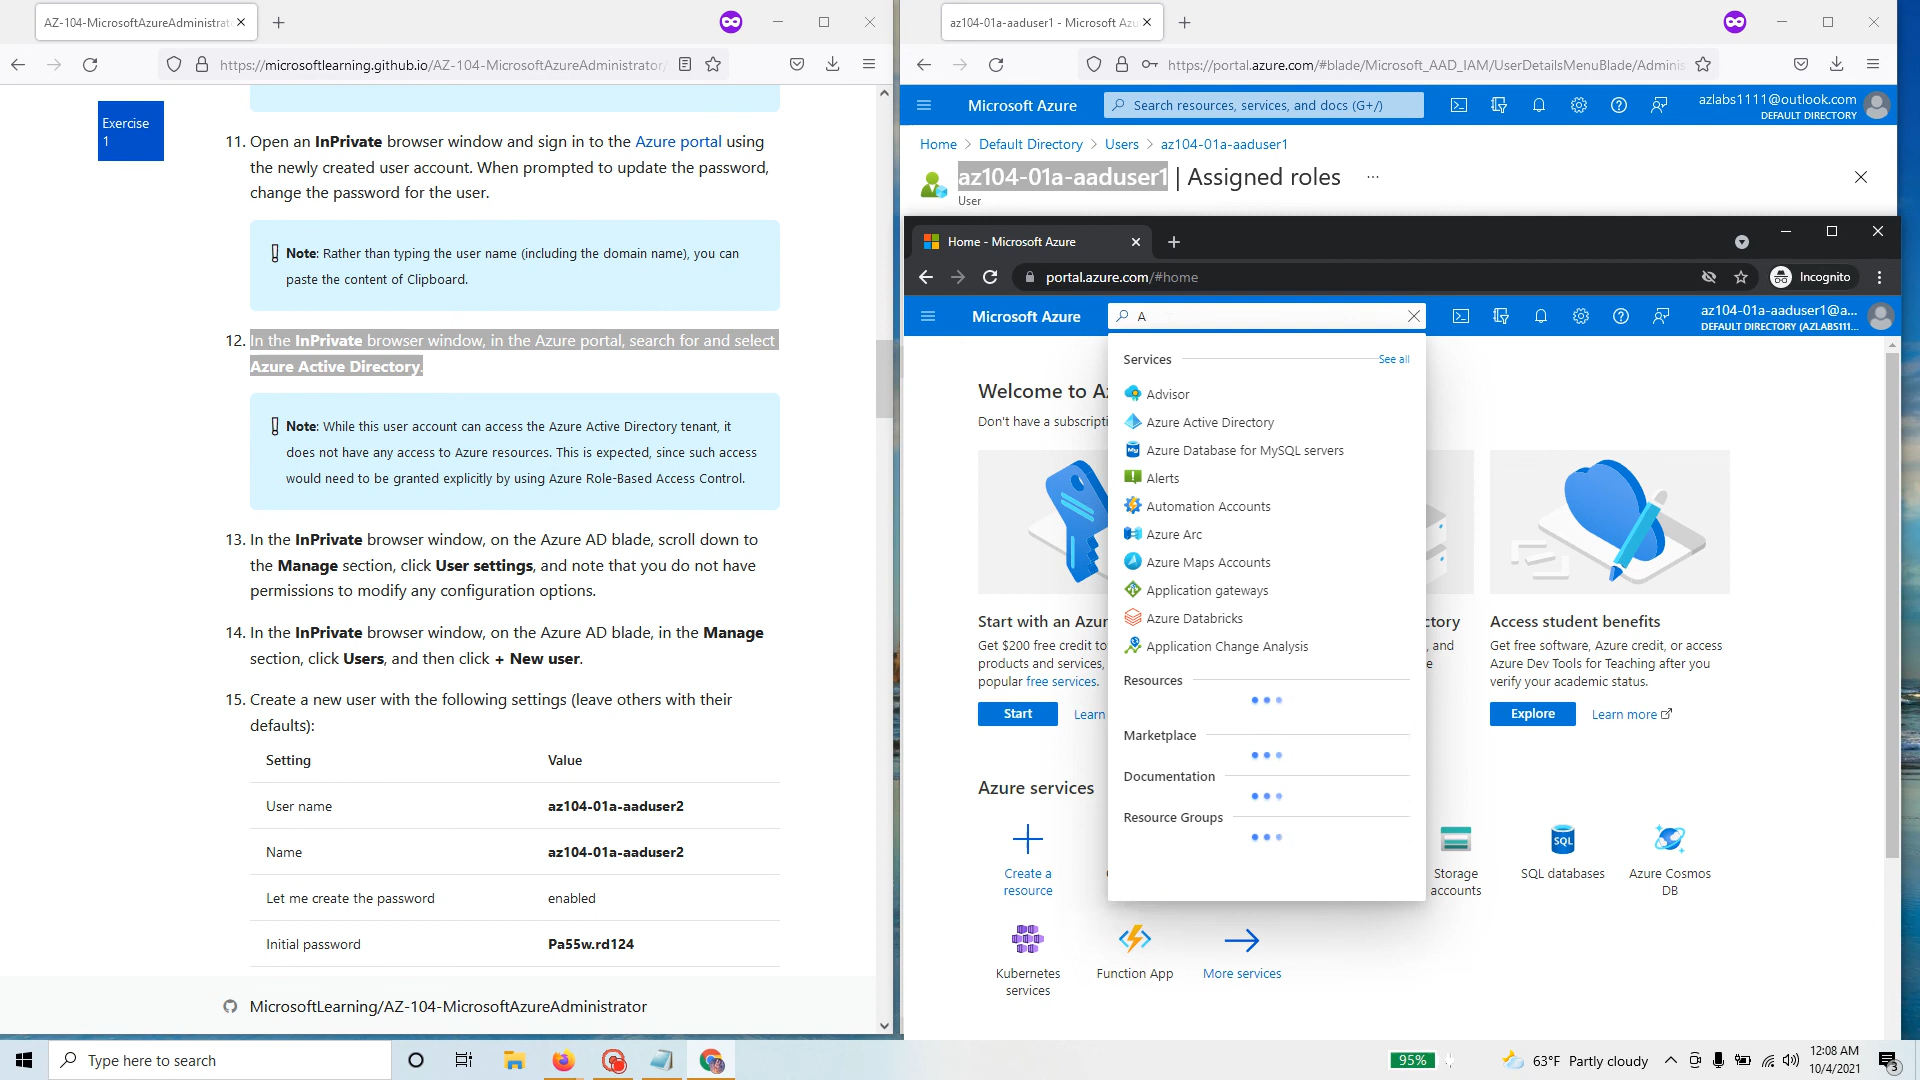 AZ-104-MicrosoftAzureAdministrat
https://microsoftlearning.github.io/AZ-104-MicrosoftAzureAdministrator/
Exercise
1
11. Open an InPrivate browser window and sign in to the Azure portal using
the newly created user account. When prompted to update the password,
change the password for the user.
Note: Rather than typing the user name (including the domain name), you can
paste the content of Clipboard.
12. In the InPrivate browser window, in the Azure portal, search for and select
Azure Active Directory.
Note: While this user account can access the Azure Active Directory tenant, it
does not have any access to Azure resources. This is expected, since such access
would need to be granted explicitly by using Azure Role-Based Access Control.
13. In the InPrivate browser window, on the Azure AD blade, scroll down to
the Manage section, click User settings, and note that you do not have
permissions to modify any configuration options.
14. In the InPrivate browser window, on the Azure AD blade, in the Manage
section, click Users, and then click + New user.
15. Create a new user with the following settings (leave others with their
defaults):
Setting Value
User name az104-01a-aaduser2
Name az104-01a-aaduser2
Let me create the password enabled
Initial password Pa55w.rd124
MicrosoftLearning/AZ-104-MicrosoftAzureAdministrator
az104-01a-aaduser1 - Microsoft Azu
https://portal.azure.com/#blade/Microsoft_AAD_IAM/UserDetailsMenuBlade/Adminis
Microsoft Azure
Search resources, services, and docs (G+/)
azlabs1111@outlook.com
DEFAULT DIRECTORY
Home > Default Directory > Users > az104-01a-aaduser1
az104-01a-aaduser1 | Assigned roles ...
User
Home - Microsoft Azure
portal.azure.com/#home
Incognito
Microsoft Azure
A
az104-01a-aaduser1@a...
DEFAULT DIRECTORY (AZLABS111...
Services
See all
Advisor
Azure Active Directory
Azure Database for MySQL servers
Alerts
Automation Accounts
Azure Arc
Azure Maps Accounts
Application gateways
Azure Databricks
Application Change Analysis
Resources
Marketplace
Documentation
Resource Groups
Welcome to Az
Don't have a subscripti
Start with an Azur
Get $200 free credit to
products and services,
popular free services.
Start
Learn
ctory
, and
e
Access student benefits
Get free software, Azure credit, or access
Azure Dev Tools for Teaching after you
verify your academic status.
Explore
Learn more
Azure services
Create a
resource
Storage
accounts
SQL
SQL databases
Azure Cosmos
DB
Kubernetes
services
Function App
More services
Type here to search
95%
63°F Partly cloudy
12:08 AM
10/4/2021
3